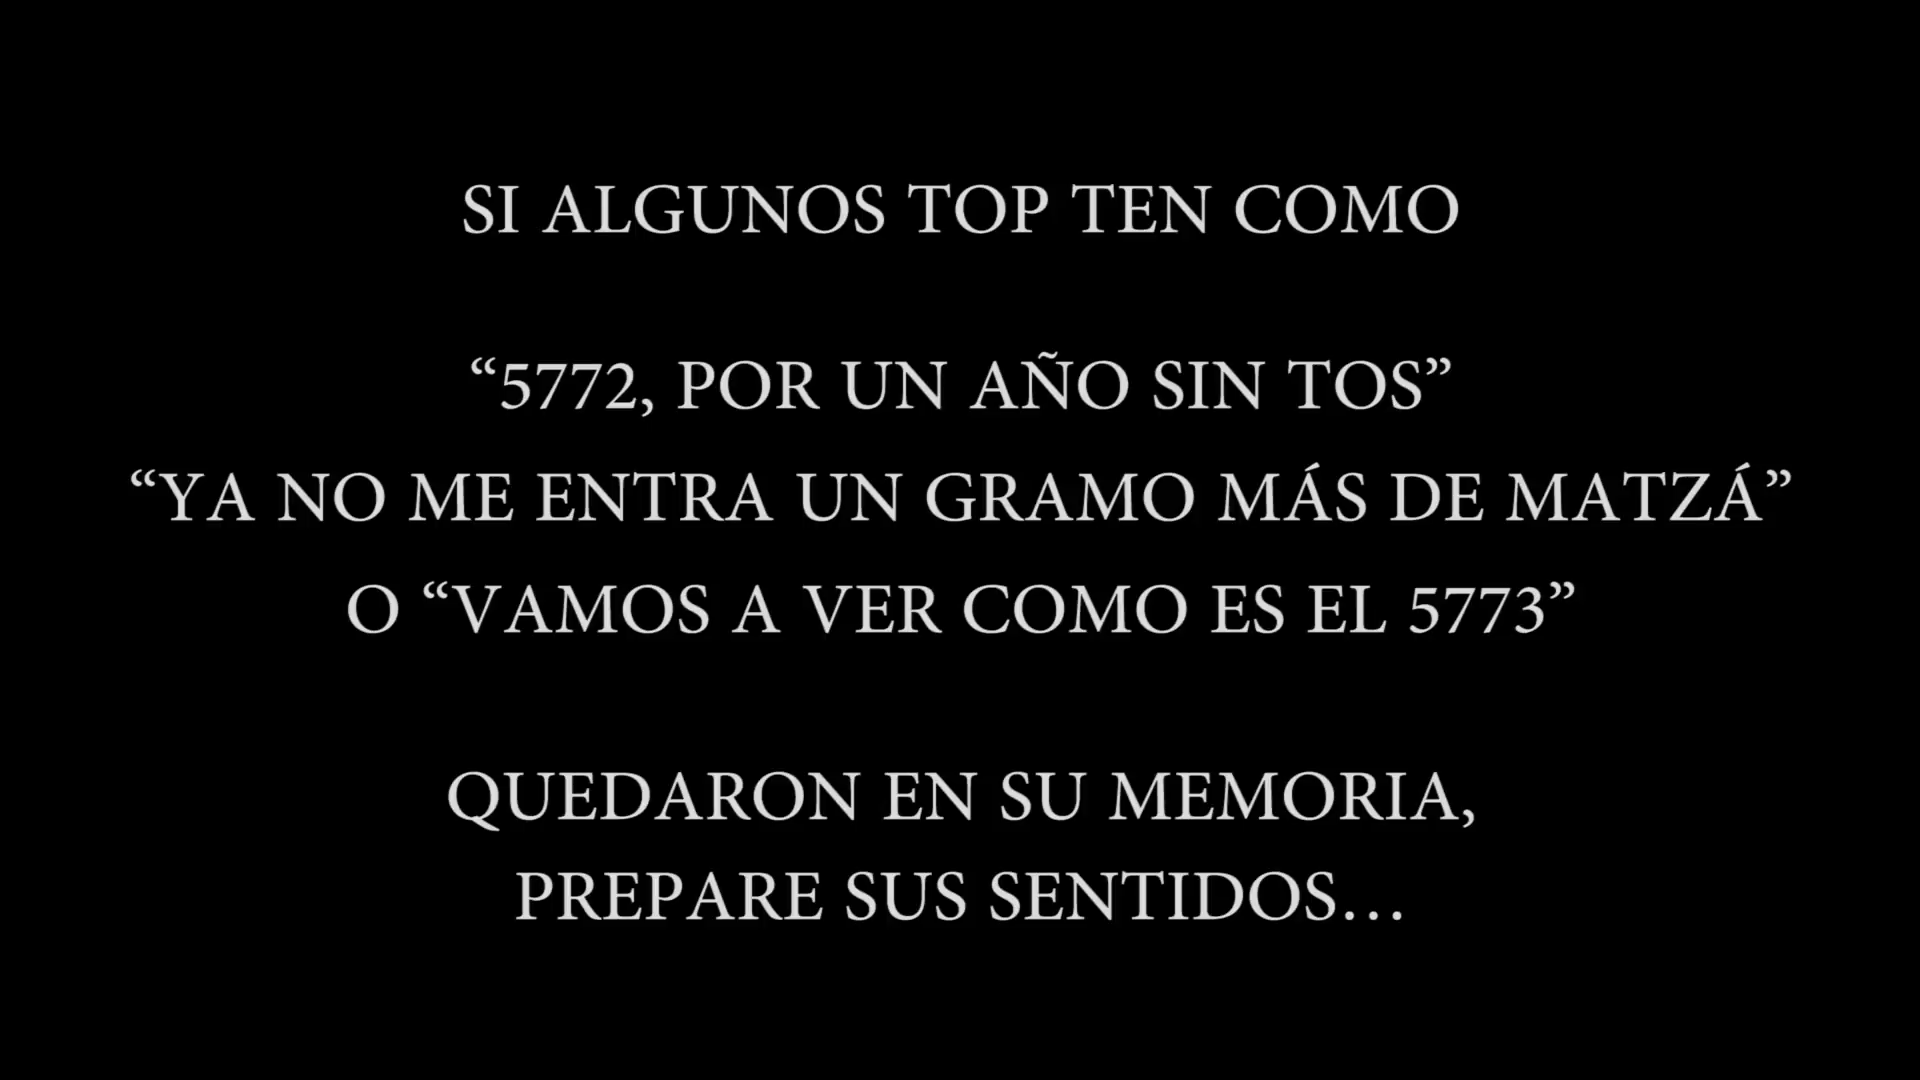 SI ALGUNOS TOP TEN COMO
“5772, POR UN AÑO SIN TOS”
“YA NO ME ENTRA UN GRAMO MÁS DE MATZÁ”
O “VAMOS A VER COMO ES EL 5773”
QUEDARON EN SU MEMORIA,
PREPARE SUS SENTIDOS…